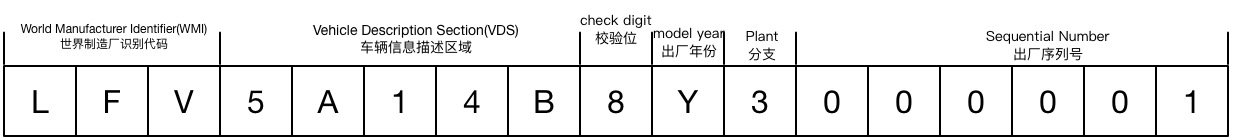 World Manufacturer Identifier(WMI)
世界制造厂识别代码
Vehicle Description Section(VDS)
车辆信息描述区域
check digit
校验位
model year
出厂年份
Plant
分支
Sequential Number
出厂序列号
L F V 5 A 1 4 B 8 Y 3 0 0 0 0 0 1